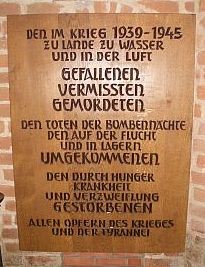 DEN IM KRIEG 1939-1945
ZU LANDE ZU WASSER
UND IN DER LUFT
GEFALLENEN
VERMISSTEN
GEMORDETEN
DEN TOTEN DER BOMBENNÄCHTE
DEN AUF DER FLUCHT
UND IN LAGERN
UMGEKOMMENEN
DEN DURCH HUNGER
KRANKHEIT
UND VERZWEIFLUNG
GESTORBENEN
ALLEN OPFERN DES KRIEGES
UND DER TYRANNEI